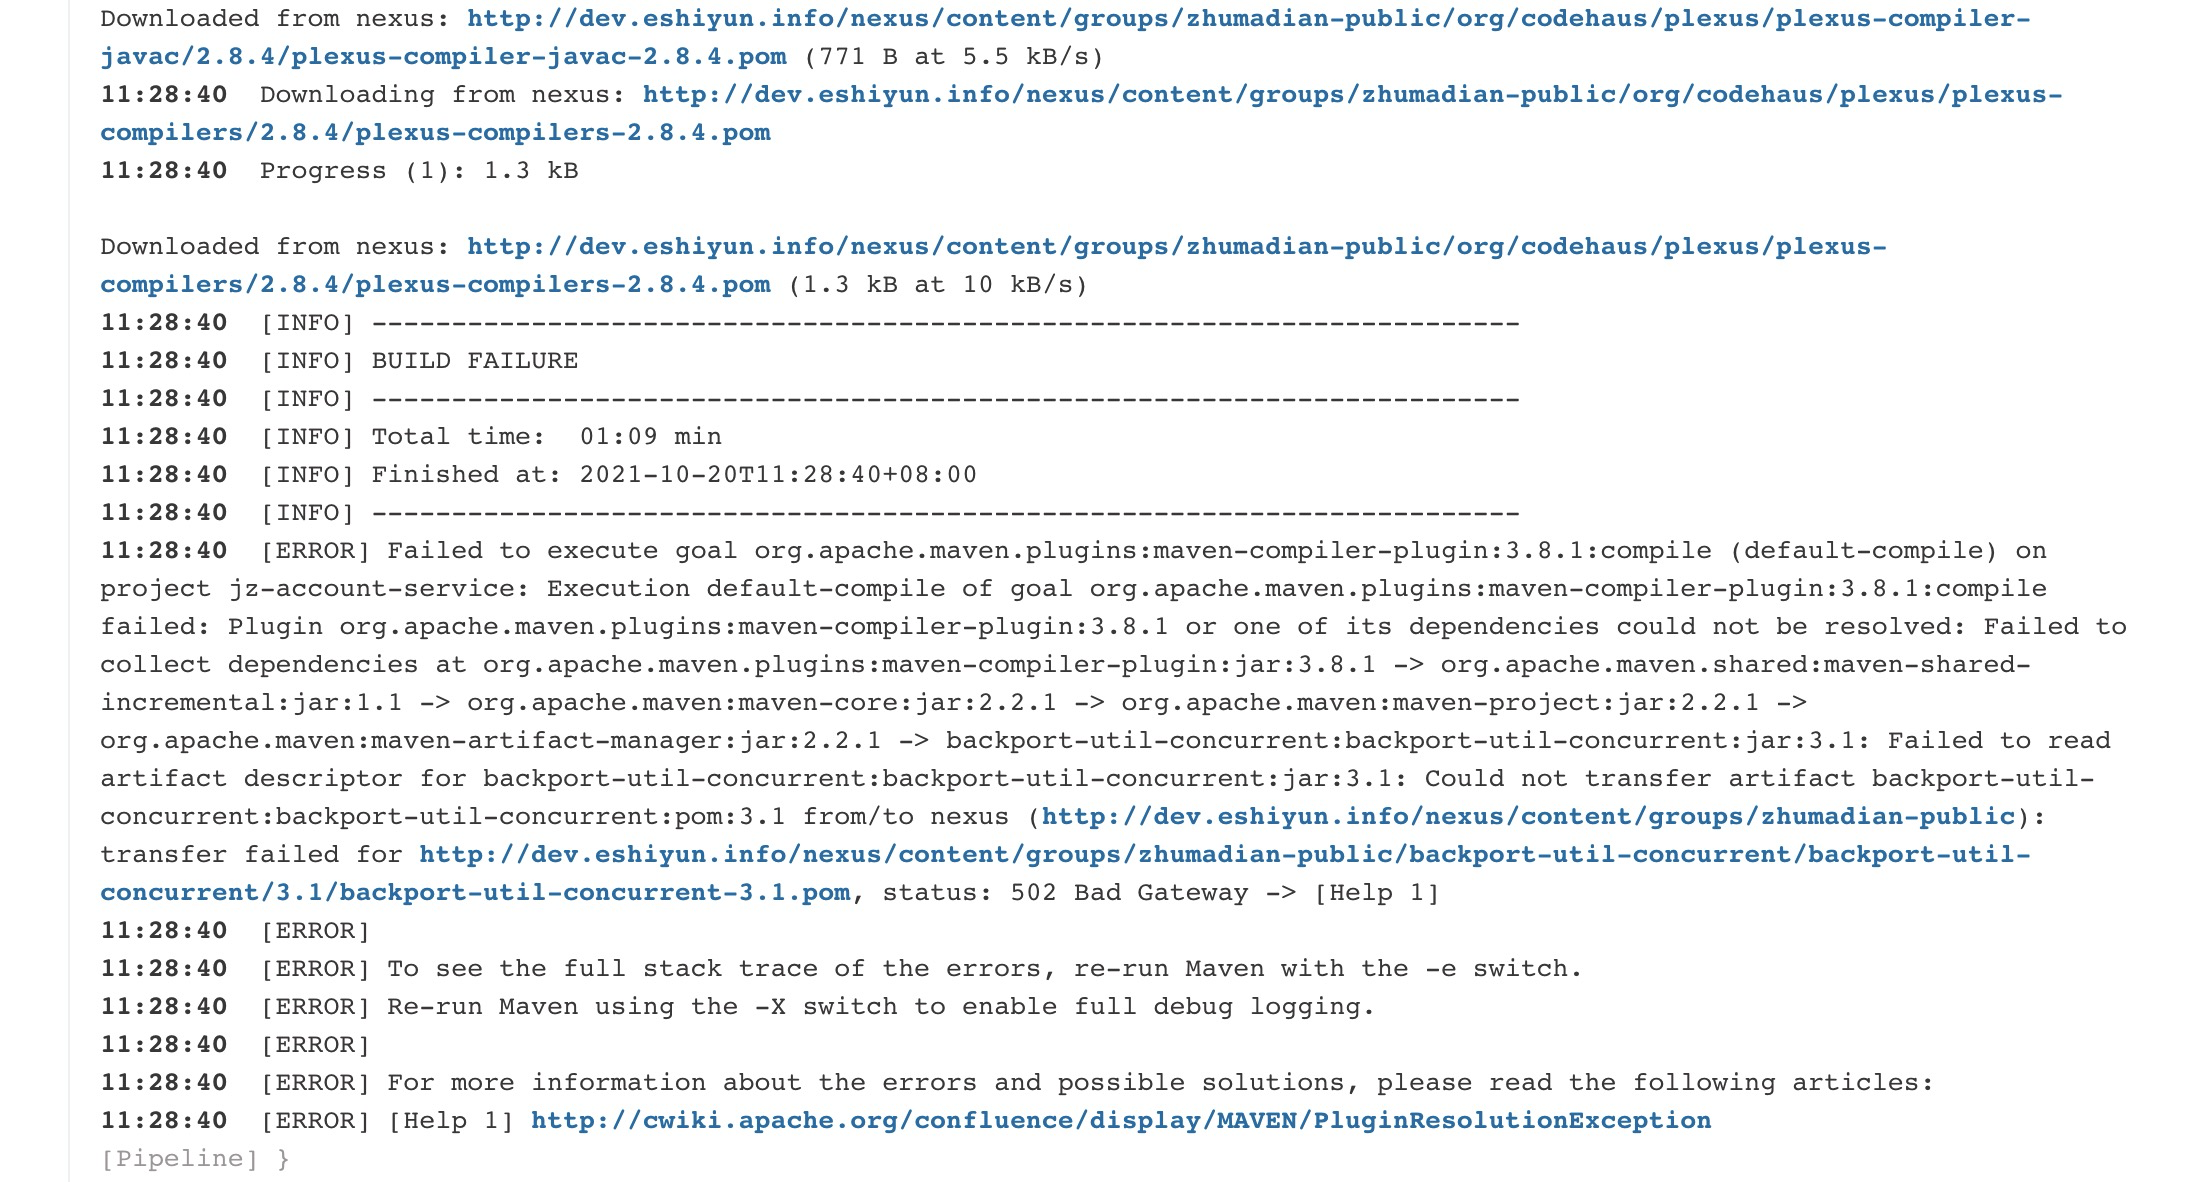 Downloaded from nexus: http://dev.eshiyun.info/nexus/content/groups/zhumadian-public/org/codehaus/plexus/plexus-compiler-
javac/2.8.4/plexus-compiler-javac-2.8.4.pom (771 B at 5.5 kB/s)
11:28:40  Downloading from nexus: http://dev.eshiyun.info/nexus/content/groups/zhumadian-public/org/codehaus/plexus/plexus-
compilers/2.8.4/plexus-compilers-2.8.4.pom
11:28:40  Progress (1): 1.3 kB
Downloaded from nexus: http://dev.eshiyun.info/nexus/content/groups/zhumadian-public/org/codehaus/plexus/plexus-
compilers/2.8.4/plexus-compilers-2.8.4.pom (1.3 kB at 10 kB/s)
11:28:40  [INFO] ------------------------------------------------------------------------
11:28:40  [INFO] BUILD FAILURE
11:28:40  [INFO] ------------------------------------------------------------------------
11:28:40  [INFO] Total time:  01:09 min
11:28:40  [INFO] Finished at: 2021-10-20T11:28:40+08:00
11:28:40  [INFO] ------------------------------------------------------------------------
11:28:40  [ERROR] Failed to execute goal org.apache.maven.plugins:maven-compiler-plugin:3.8.1:compile (default-compile) on
project jz-account-service: Execution default-compile of goal org.apache.maven.plugins:maven-compiler-plugin:3.8.1:compile
failed: Plugin org.apache.maven.plugins:maven-compiler-plugin:3.8.1 or one of its dependencies could not be resolved: Failed to
collect dependencies at org.apache.maven.plugins:maven-compiler-plugin:jar:3.8.1 -> org.apache.maven.shared:maven-shared-
incremental:jar:1.1 -> org.apache.maven:maven-core:jar:2.2.1 -> org.apache.maven:maven-project:jar:2.2.1 ->
org.apache.maven:maven-artifact-manager:jar:2.2.1 -> backport-util-concurrent:backport-util-concurrent:jar:3.1: Failed to read
artifact descriptor for backport-util-concurrent:backport-util-concurrent:jar:3.1: Could not transfer artifact backport-util-
concurrent:backport-util-concurrent:pom:3.1 from/to nexus (http://dev.eshiyun.info/nexus/content/groups/zhumadian-public):
transfer failed for http://dev.eshiyun.info/nexus/content/groups/zhumadian-public/backport-util-concurrent/backport-util-
concurrent/3.1/backport-util-concurrent-3.1.pom, status: 502 Bad Gateway -> [Help 1]
11:28:40  [ERROR]
11:28:40  [ERROR] To see the full stack trace of the errors, re-run Maven with the -e switch.
11:28:40  [ERROR] Re-run Maven using the -X switch to enable full debug logging.
11:28:40  [ERROR]
11:28:40  [ERROR] For more information about the errors and possible solutions, please read the following articles:
11:28:40  [ERROR] [Help 1] http://cwiki.apache.org/confluence/display/MAVEN/PluginResolutionException
[Pipeline] }